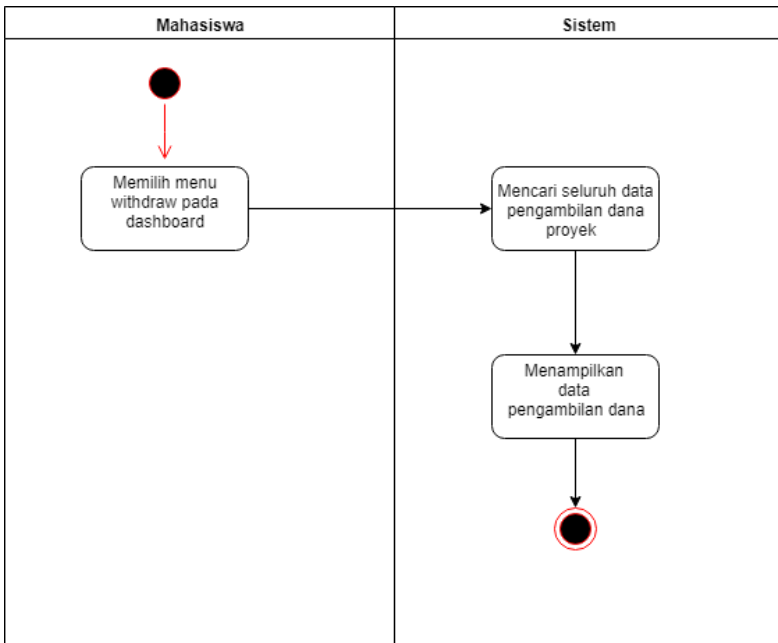 Mahasiswa
Sistem
Memilih menu
withdraw pada
dashboard
Mencari seluruh data
pengambilan dana
proyek
Menampilkan
data
pengambilan dana